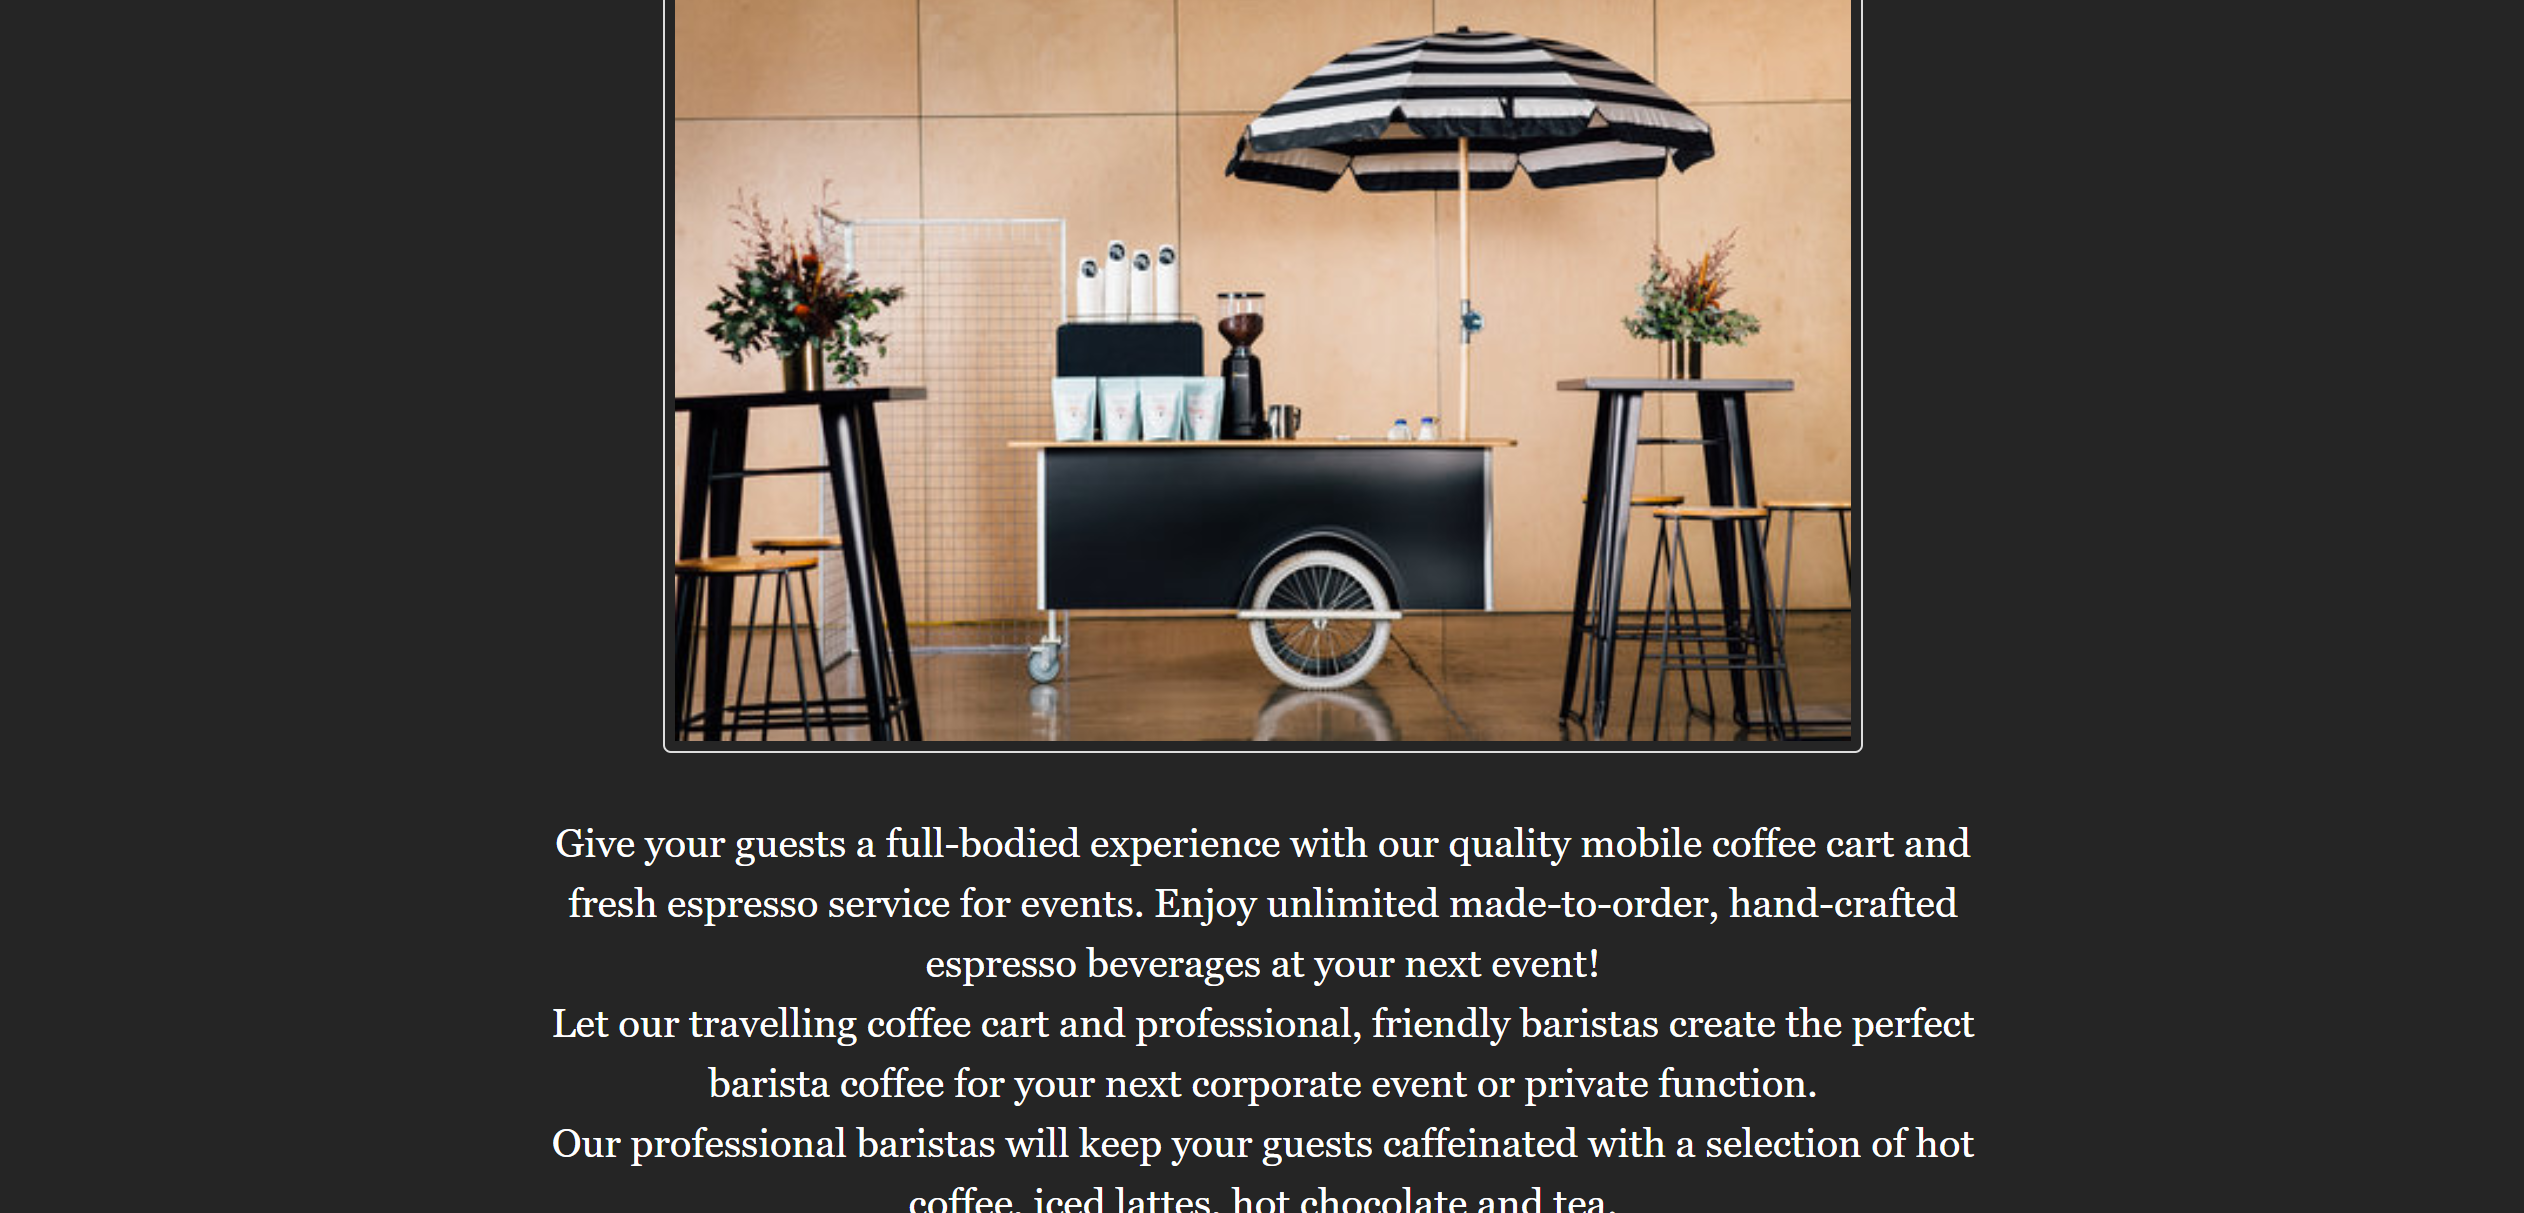 Give your guests a full-bodied experience with our quality mobile coffee cart and
fresh espresso service for events. Enjoy unlimited made-to-order, hand-crafted
espresso beverages at your next event!
Let our travelling coffee cart and professional, friendly baristas create the perfect
barista coffee for your next corporate event or private function.
Our professional baristas will keep your guests caffeinated with a selection of hot
coffee, iced lattes, hot chocolate and tea.